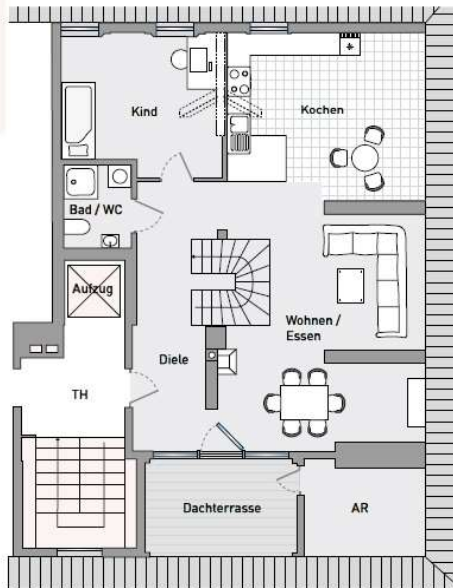 Kind
Kochen
Bad / WC
Aufzug
Wohnen /
Essen
Diele
TH
Dachterrasse
AR